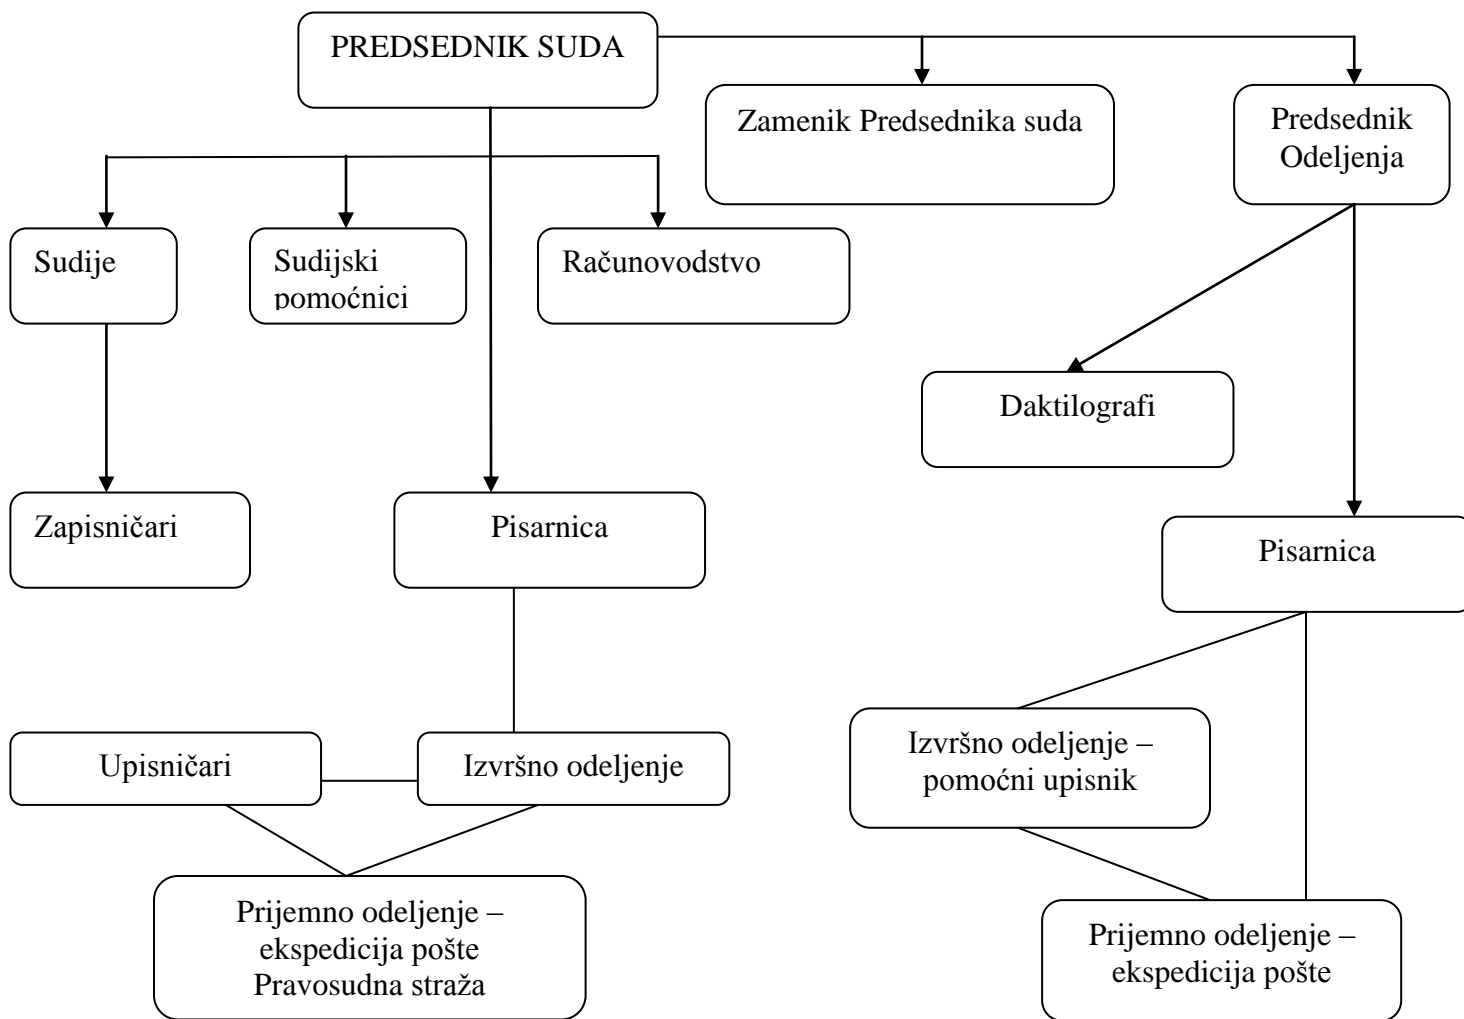 PREDSEDNIK SUDA
Zamenik Predsednika suda
Predsednik
Odeljenja
Sudije
Sudijski
pomoćnici
Računovodstvo
Daktilografi
Zapisničari
Pisarnica
Pisarnica
Upisničari
Izvršno odeljenje
Izvršno odeljenje –
pomoćni upisnik
Prijemno odeljenje –
ekspedicija pošte
Pravosudna straža
Prijemno odeljenje –
ekspedicija pošte